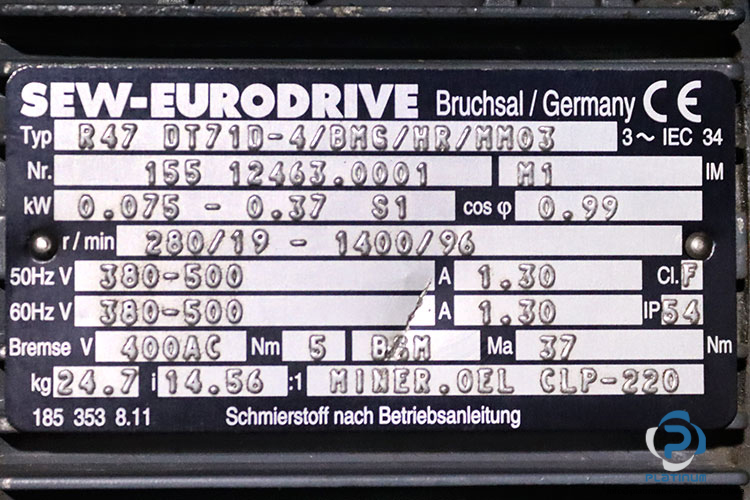 SEW-EURODRIVE Bruchsal / Germany CE
Typ R47 DT71D-4/BMG/HR/MM03 3~ IEC 34
Nr. 155 12463.0001 M1 IM
kW 0.075 - 0.37 S1 cos φ 0.99
r/min 280/19 - 1400/96
50Hz V 380-500 A 1.30 Cl. F
60Hz V 380-500 A 1.30 IP 54
Bremse V 400AC Nm 5 Ma 37 Nm
kg 24.7 i 14.56 :1 MINER.OEL CLP-220
185 353 8.11 Schmierstoff nach Betriebsanleitung
PLATINUM